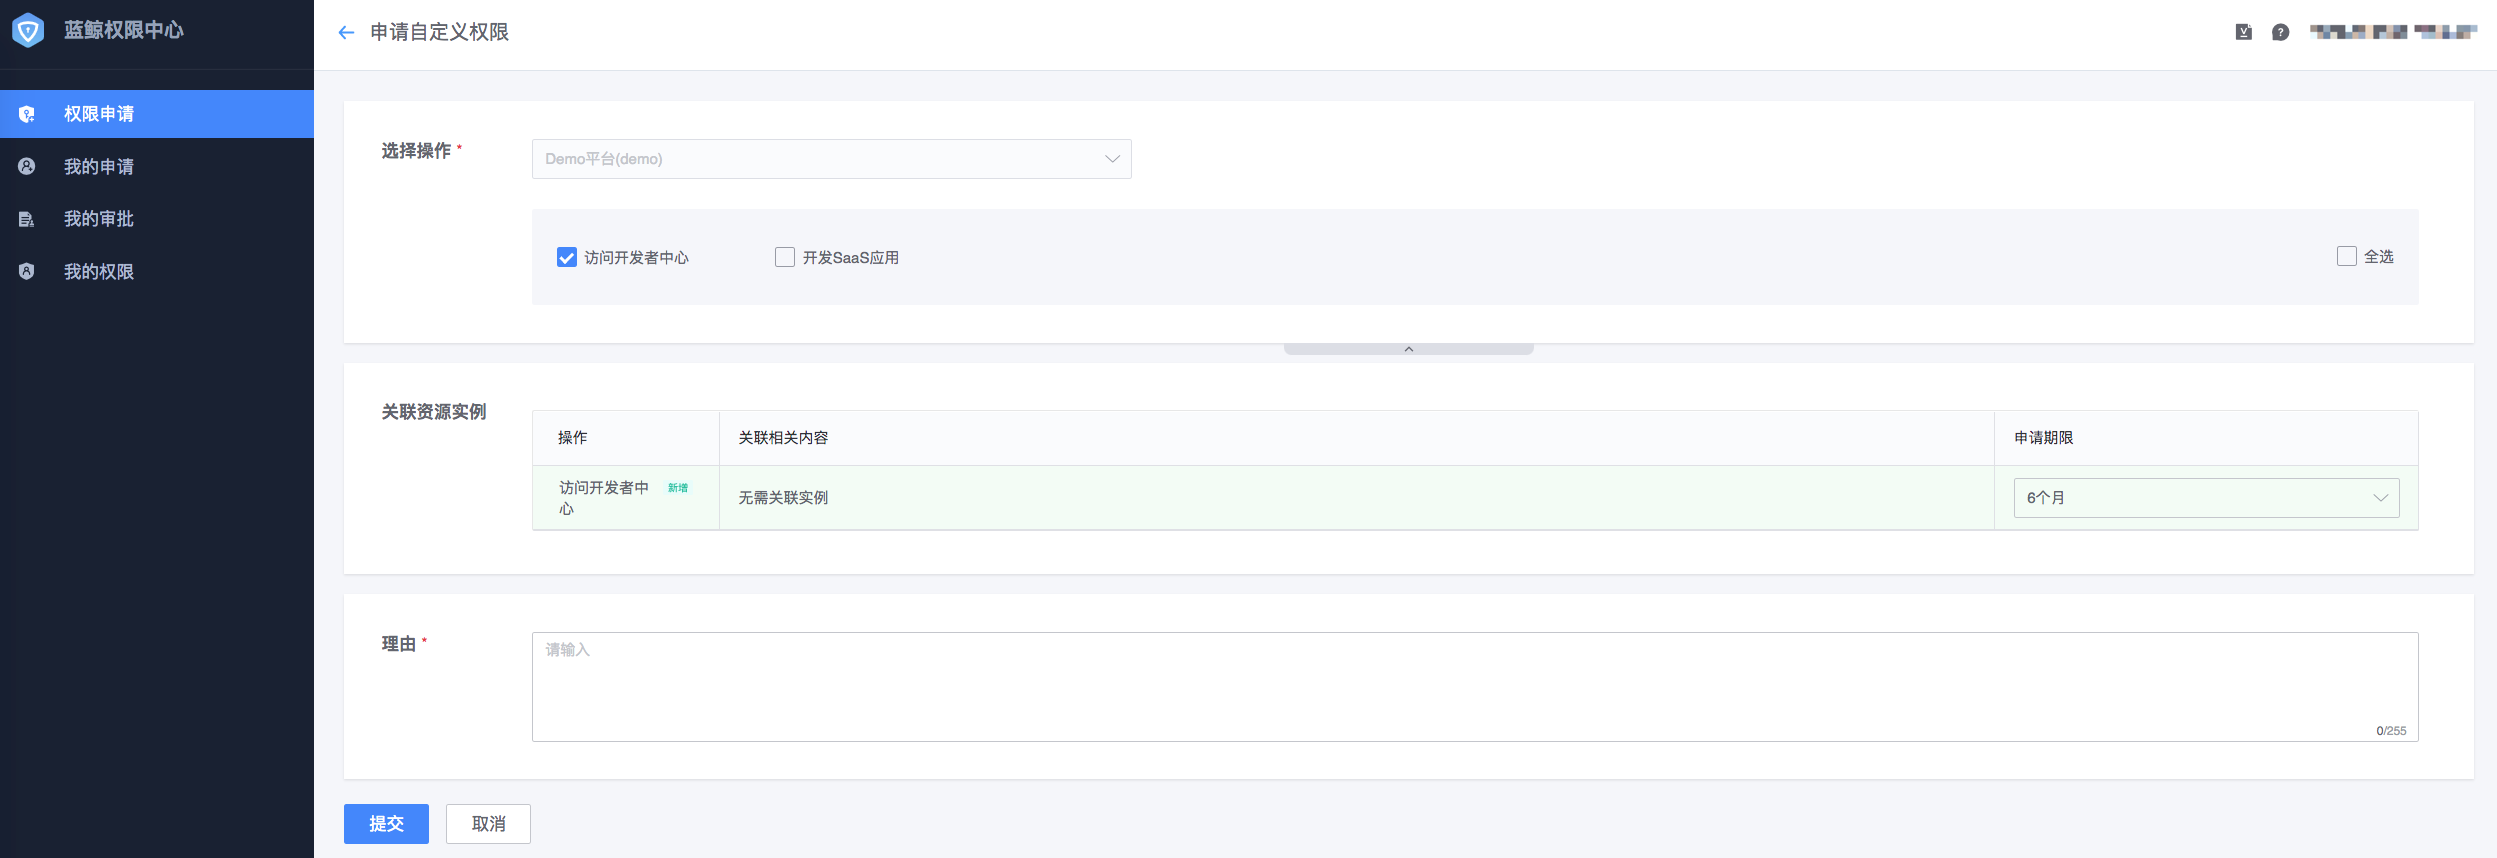 蓝鲸权限中心
申请自定义权限
权限申请
我的申请
我的审批
我的权限
选择操作 *
Demo平台(demo)
访问开发者中心
开发SaaS应用
全选
关联资源实例
操作
关联相关内容
申请期限
访问开发者中
心
新增
无需关联实例
6个月
理由 *
请输入
0/255
提交
取消